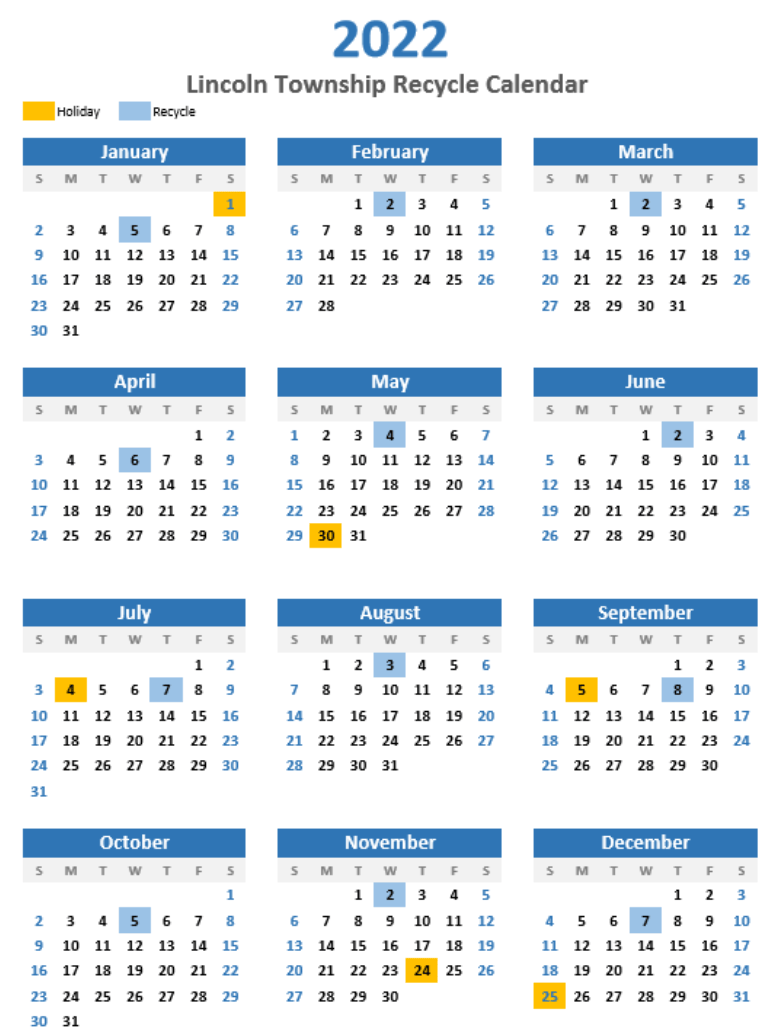 2022
Lincoln Township Recycle Calendar
Holiday Recycle
January February March
S M T W T F S S M T W T F S S M T W T F S
1 1 2 3 4 5 1 2 3 4 5
2 3 4 5 6 7 8 6 7 8 9 10 11 12 6 7 8 9 10 11 12
9 10 11 12 13 14 15 13 14 15 16 17 18 19 13 14 15 16 17 18 19
16 17 18 19 20 21 22 20 21 22 23 24 25 26 20 21 22 23 24 25 26
23 24 25 26 27 28 29 27 28 27 28 29 30 31
30 31
April May June
S M T W T F S S M T W T F S S M T W T F S
1 2 1 2 3 4 5 6 7 1 2 3 4
3 4 5 6 7 8 9 8 9 10 11 12 13 14 5 6 7 8 9 10 11
10 11 12 13 14 15 16 15 16 17 18 19 20 21 12 13 14 15 16 17 18
17 18 19 20 21 22 23 22 23 24 25 26 27 28 19 20 21 22 23 24 25
24 25 26 27 28 29 30 29 30 31 26 27 28 29 30
July August September
S M T W T F S S M T W T F S S M T W T F S
1 2 1 2 3 4 5 6 1 2 3
3 4 5 6 7 8 9 7 8 9 10 11 12 13 4 5 6 7 8 9 10
10 11 12 13 14 15 16 14 15 16 17 18 19 20 11 12 13 14 15 16 17
17 18 19 20 21 22 23 21 22 23 24 25 26 27 18 19 20 21 22 23 24
24 25 26 27 28 29 30 28 29 30 31 25 26 27 28 29 30
31
October November December
S M T W T F S S M T W T F S S M T W T F S
1 1 2 3 4 5 1 2 3
2 3 4 5 6 7 8 6 7 8 9 10 11 12 4 5 6 7 8 9 10
9 10 11 12 13 14 15 13 14 15 16 17 18 19 11 12 13 14 15 16 17
16 17 18 19 20 21 22 20 21 22 23 24 25 26 18 19 20 21 22 23 24
23 24 25 26 27 28 29 27 28 29 30 25 26 27 28 29 30 31
30 31